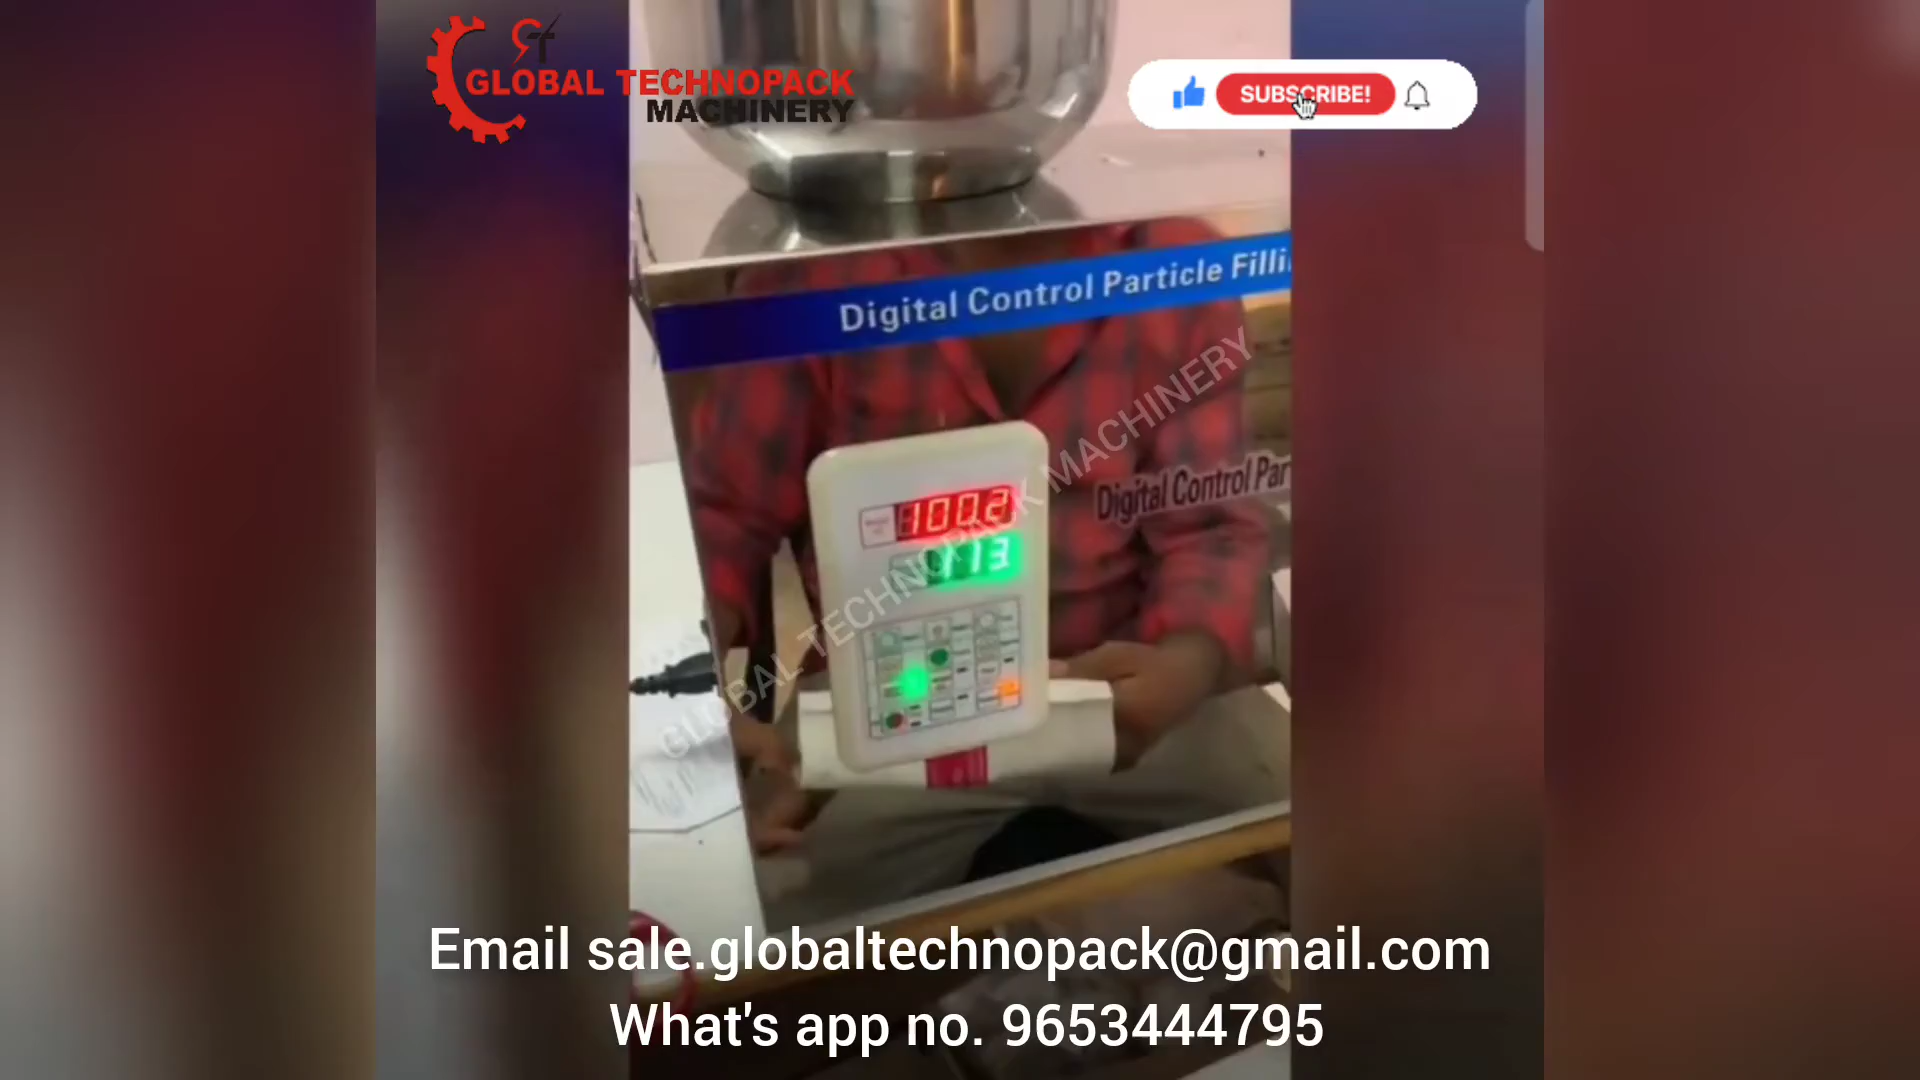 GT
GLOBAL TECHNOPACK
MACHINERY
SUBSCRIBE!
Digital Control Particle Filli
Digital Control Par
100.2
113.
GLOBAL TECHNOPACK MACHINERY
Email sale.globaltechnopack@gmail.com
What's app no. 9653444795